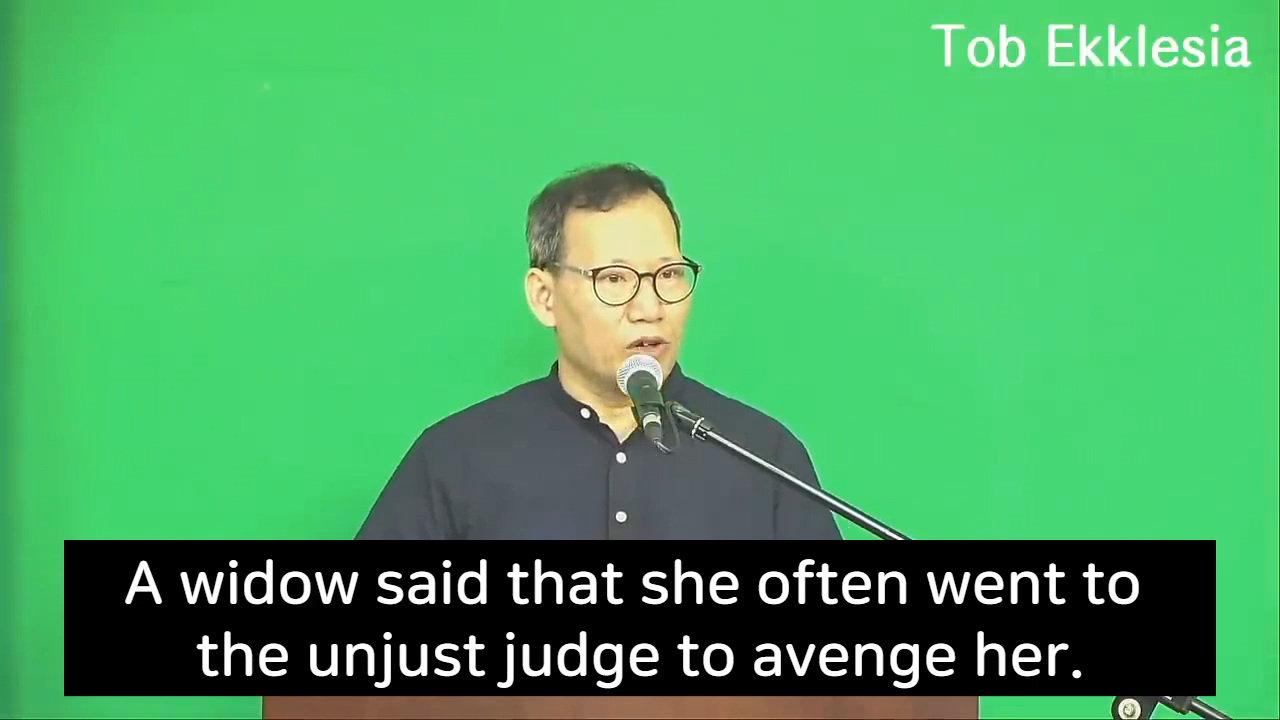 Tob Ekklesia
A widow said that she often went to
the unjust judge to avenge her.